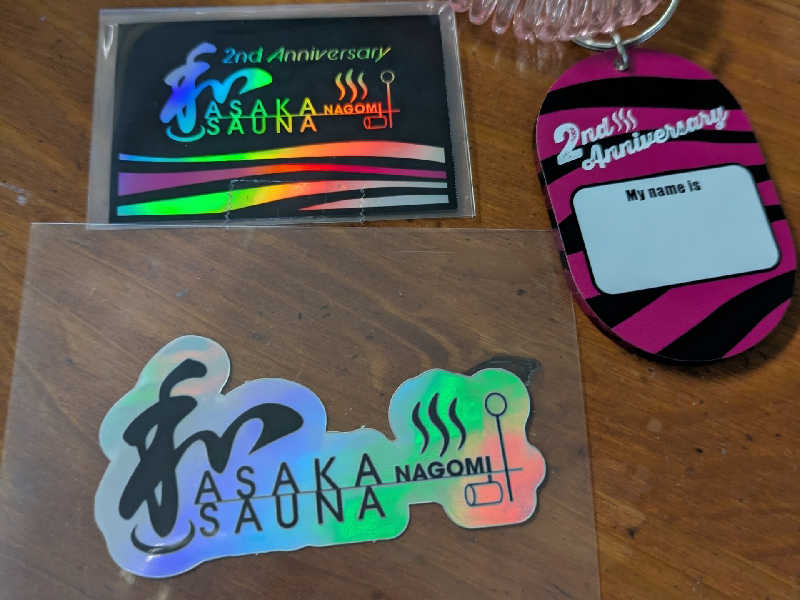 2nd Anniversary
和
ASAKA NAGOMI
SAUNA
2nd
Anniversary
My name is
和
ASAKA NAGOMI
SAUNA